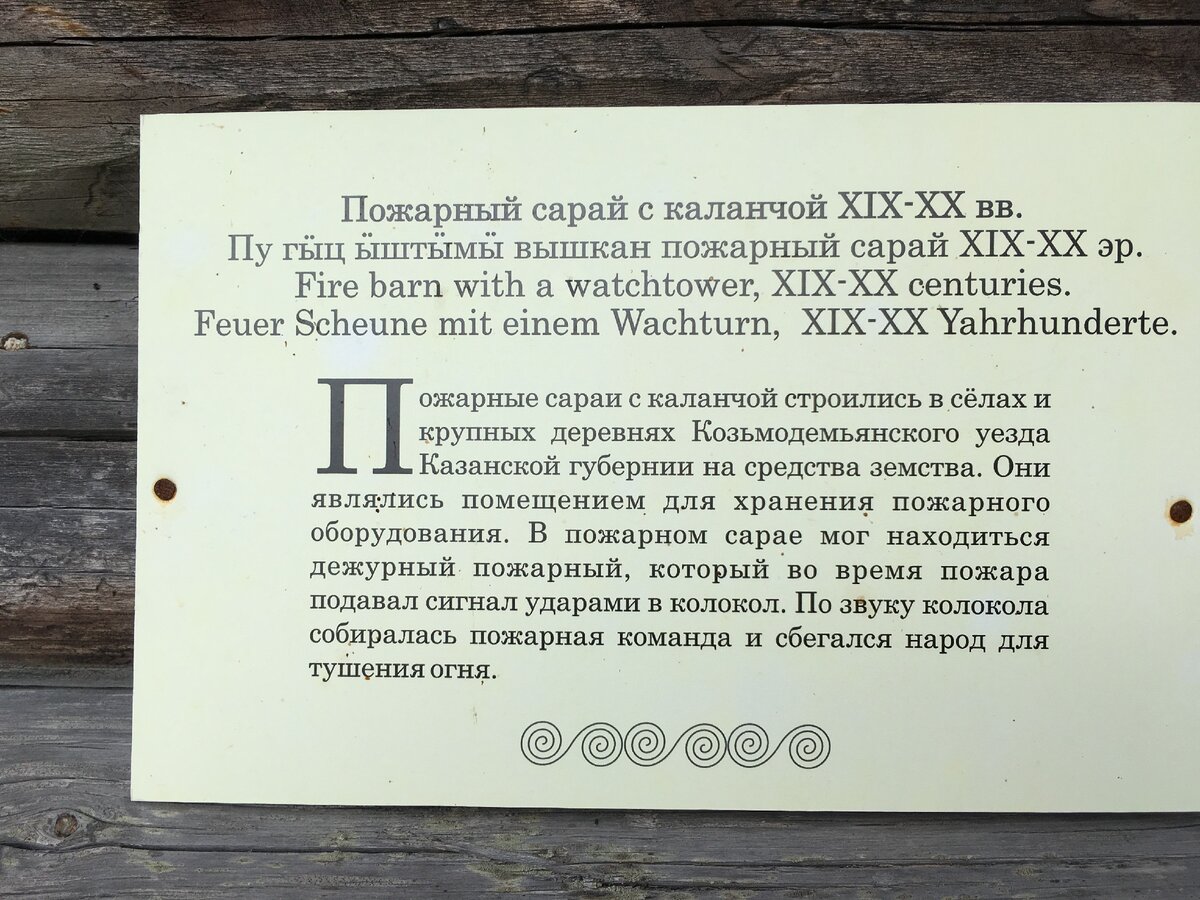 Пожарный сарай с каланчой XIX-XX вв.
Пу гӹц ӹштӹмӹ вышкан пожарный сарай XIX-XX эр.
Fire barn with a watchtower, XIX-XX centuries.
Feuer Scheune mit einem Wachturn, XIX-XX Yahrhunderte.
Пожарные сараи с каланчой строились в сёлах и
крупных деревнях Козьмодемьянского уезда
Казанской губернии на средства земства. Они
являлись помещением для хранения пожарного
оборудования. В пожарном сарае мог находиться
дежурный пожарный, который во время пожара
подавал сигнал ударами в колокол. По звуку колокола
собиралась пожарная команда и сбегался народ для
тушения огня.